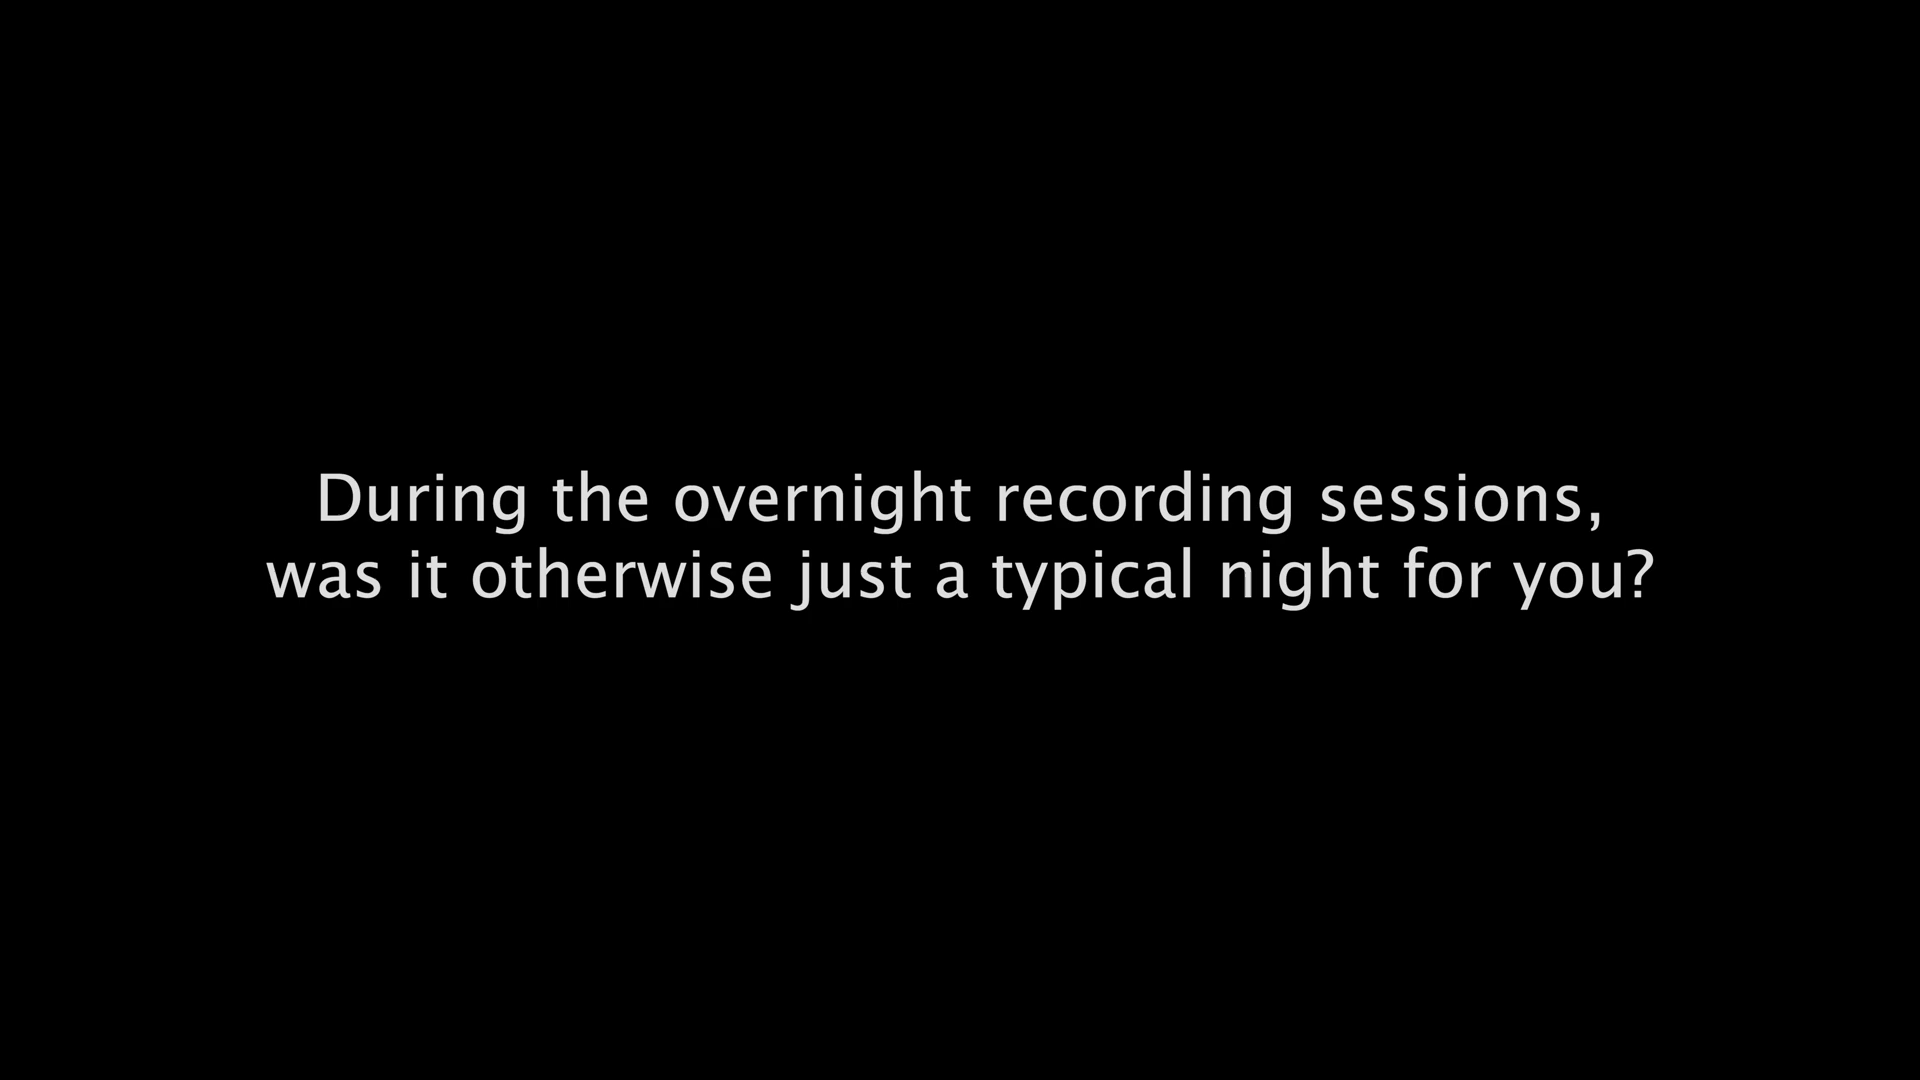 During the overnight recording sessions,
was it otherwise just a typical night for you?